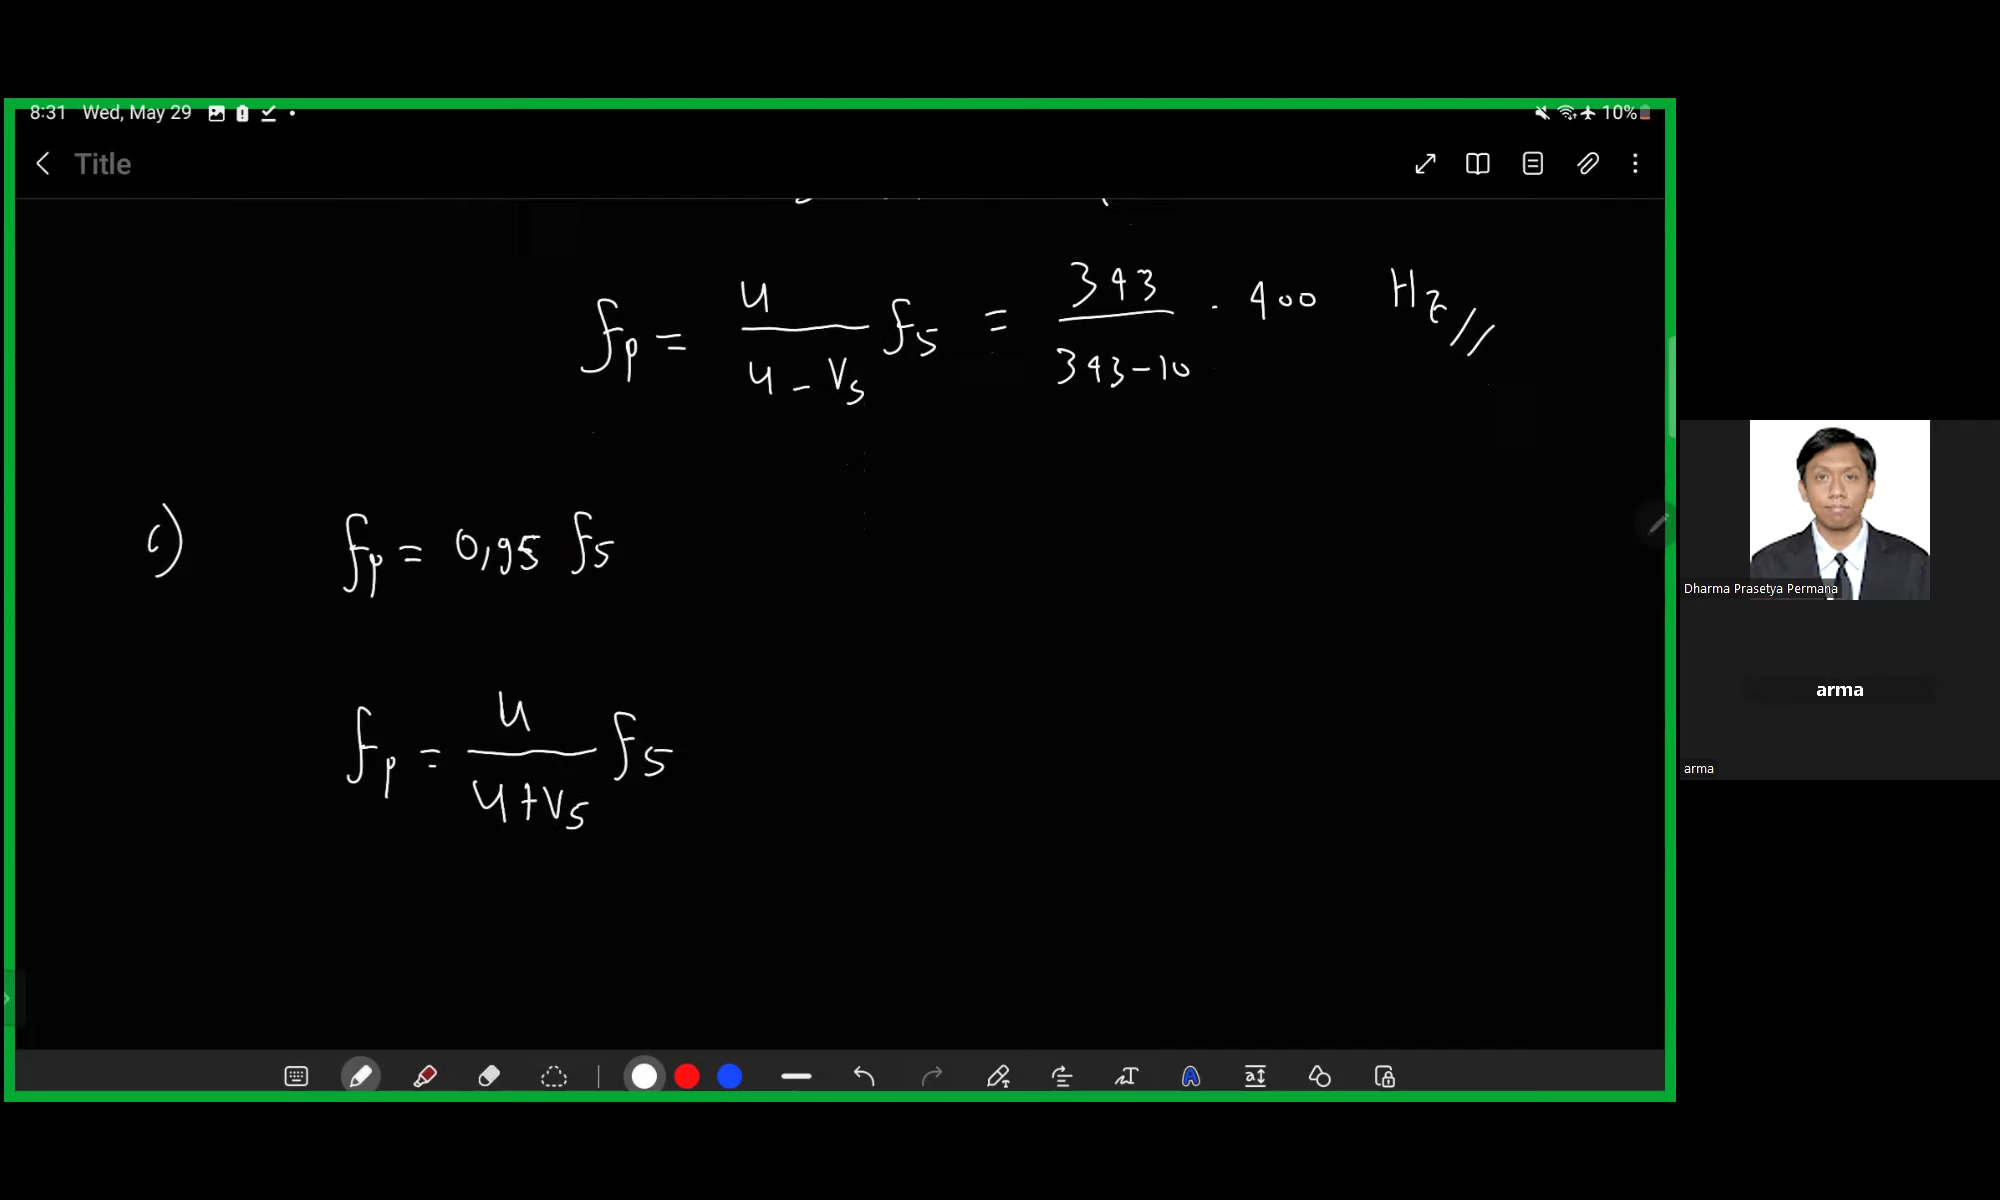 8:31 Wed, May 29
10%
Title
fp = u / (u - vs) fs = 343 / (343-10) . 400 Hz //
c) fp = 0,95 fs
fp = u / (u+vs) fs
Dharma Prasetya Permana
arma
arma